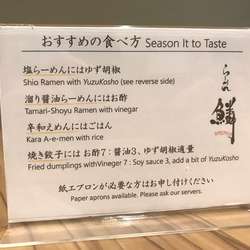 おすすめの食べ方 Season It to Taste
塩らーめんにはゆず胡椒
Shio Ramen with YuzuKosho (see reverse side)
溜り醤油らーめんにはお酢
Tamari-Shoyu Ramen with vinegar
辛和えめんにはごはん
Kara A-e-men with rice
焼き餃子には お酢7：醤油3、ゆず胡椒適量
Fried dumplings withVineger 7 : Soy sauce 3, add a bit of YuzuKosho
紙エプロンが必要な方はお申し付けください
Paper aprons available. Please ask our servers.
らぁめん